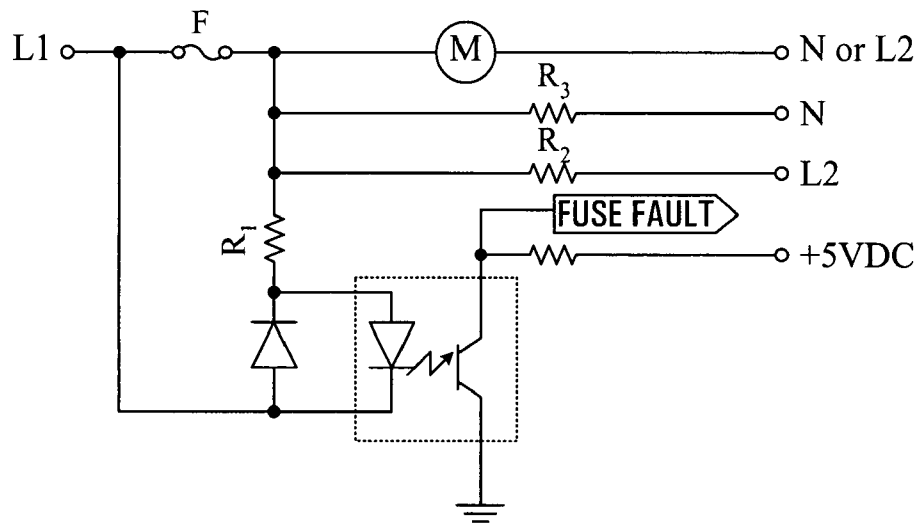 F
L1
M
N or L2
R3
N
R2
L2
FUSE FAULT
R1
+5VDC